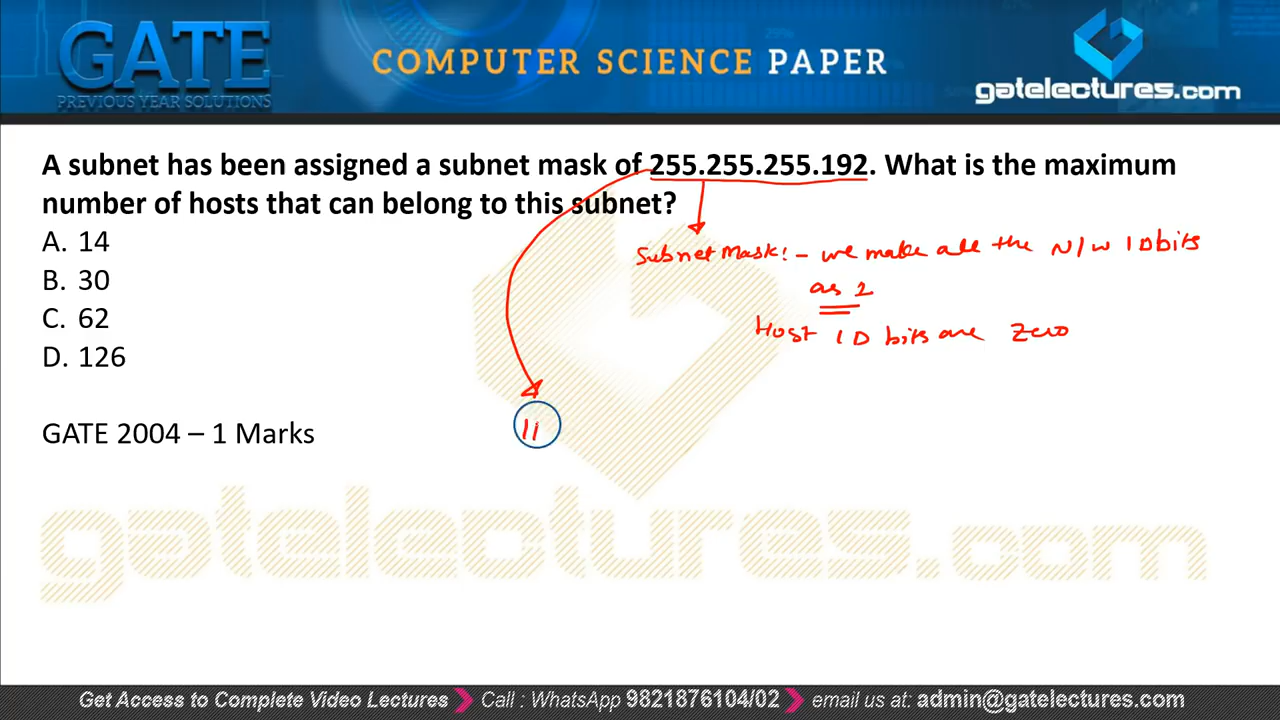 GATE
PREVIOUS YEAR SOLUTIONS
COMPUTER SCIENCE PAPER
gatelectures.com
A subnet has been assigned a subnet mask of 255.255.255.192. What is the maximum
number of hosts that can belong to this subnet?
A. 14
B. 30
C. 62
D. 126
Subnet Mask: - we make all the N/W ID bits
as 1
Host ID bits are Zero
GATE 2004 – 1 Marks
11
gatelectures.com
Get Access to Complete Video Lectures Call : WhatsApp 9821876104/02 email us at: admin@gatelectures.com